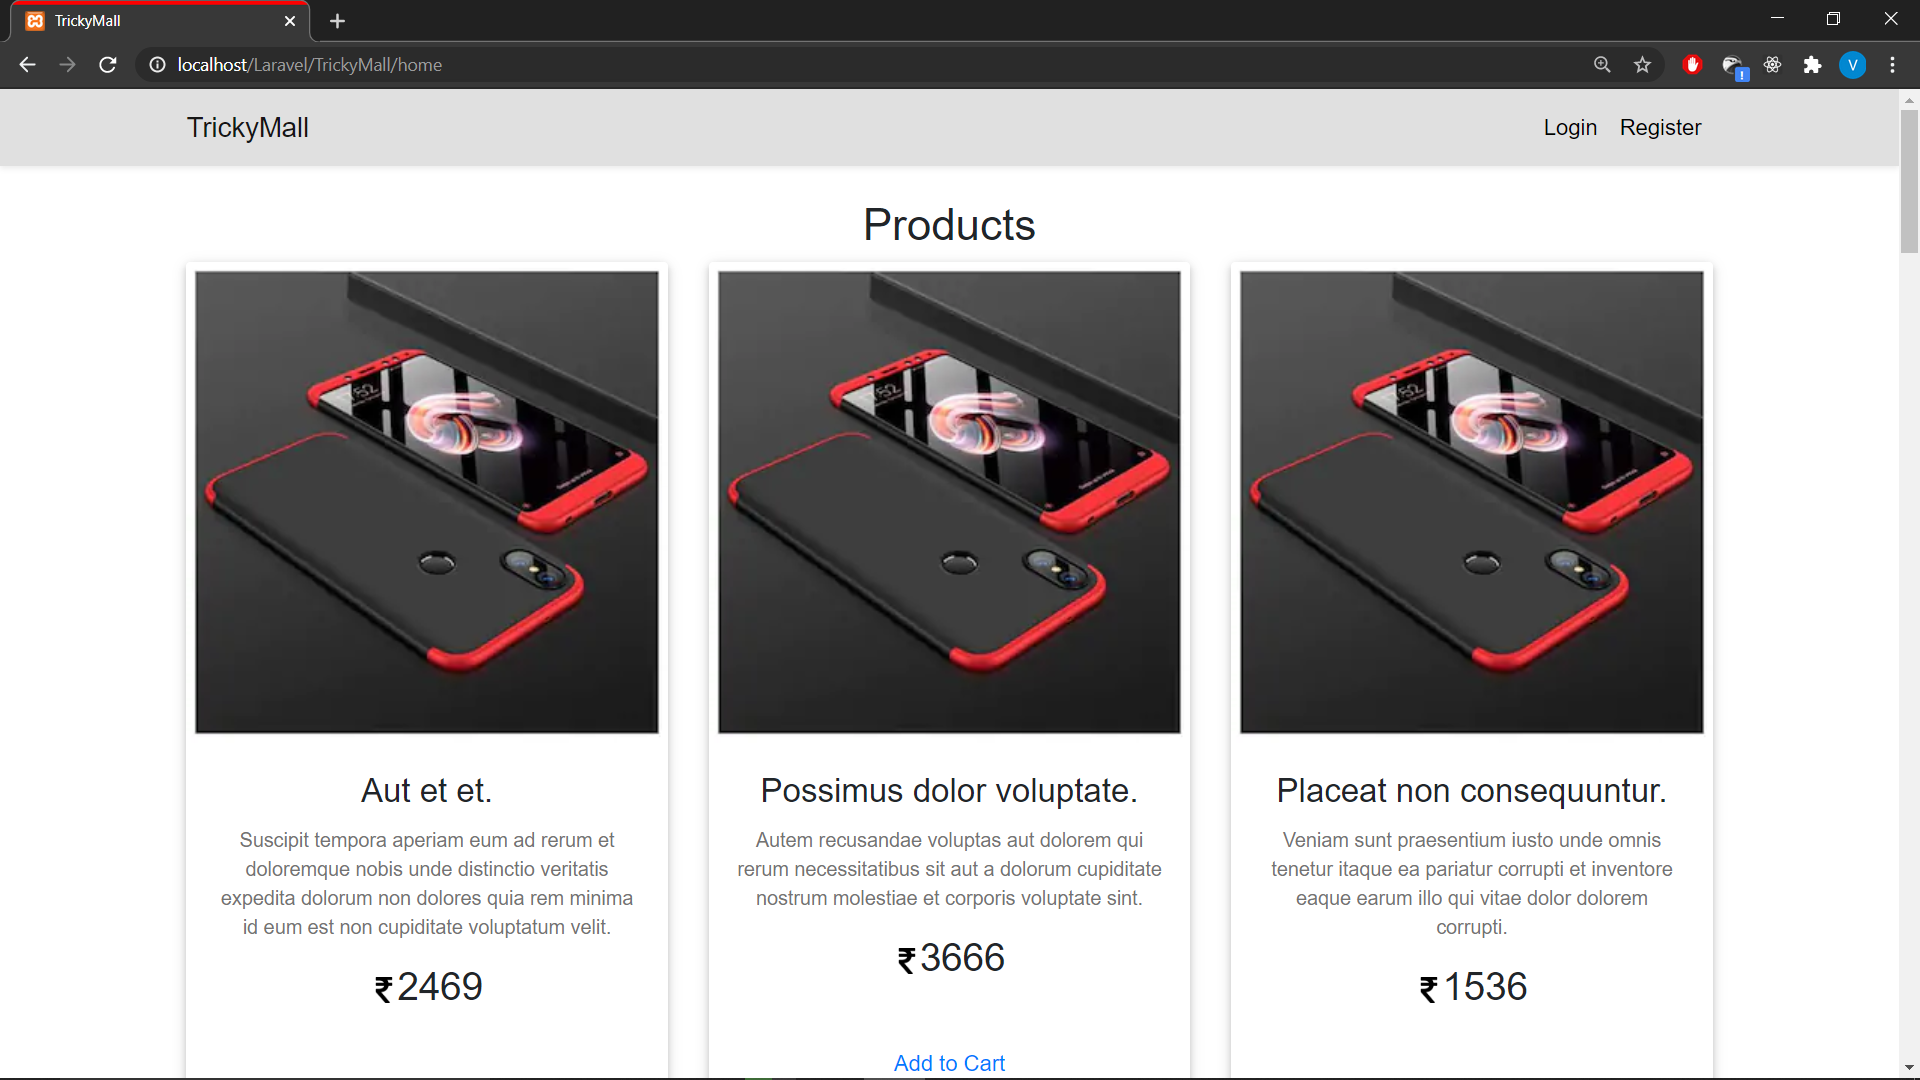 TrickyMall
localhost/Laravel/TrickyMall/home
V
TrickyMall
Login Register
Products
Aut et et.
Suscipit tempora aperiam eum ad rerum et
doloremque nobis unde distinctio veritatis
expedita dolorum non dolores quia rem minima
id eum est non cupiditate voluptatum velit.
₹2469
Possimus dolor voluptate.
Autem recusandae voluptas aut dolorem qui
rerum necessitatibus sit aut a dolorum cupiditate
nostrum molestiae et corporis voluptate sint.
₹3666
Add to Cart
Placeat non consequuntur.
Veniam sunt praesentium iusto unde omnis
tenetur itaque ea pariatur corrupti et inventore
eaque earum illo qui vitae dolor dolorem
corrupti.
₹1536